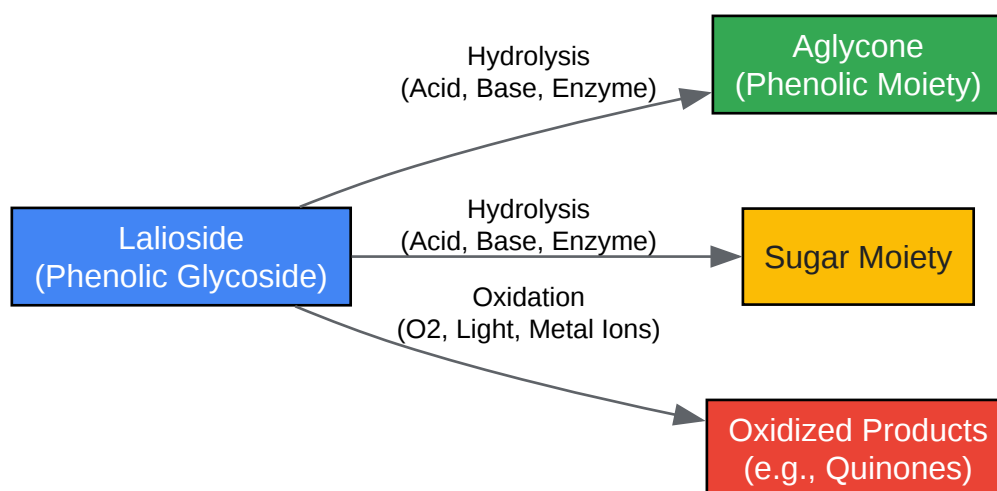 Aglycone
(Phenolic Moiety)
Hydrolysis
(Acid, Base, Enzyme)
Lalioside
(Phenolic Glycoside)
Hydrolysis
(Acid, Base, Enzyme)
Sugar Moiety
Oxidation
(O2, Light, Metal Ions)
Oxidized Products
(e.g., Quinones)